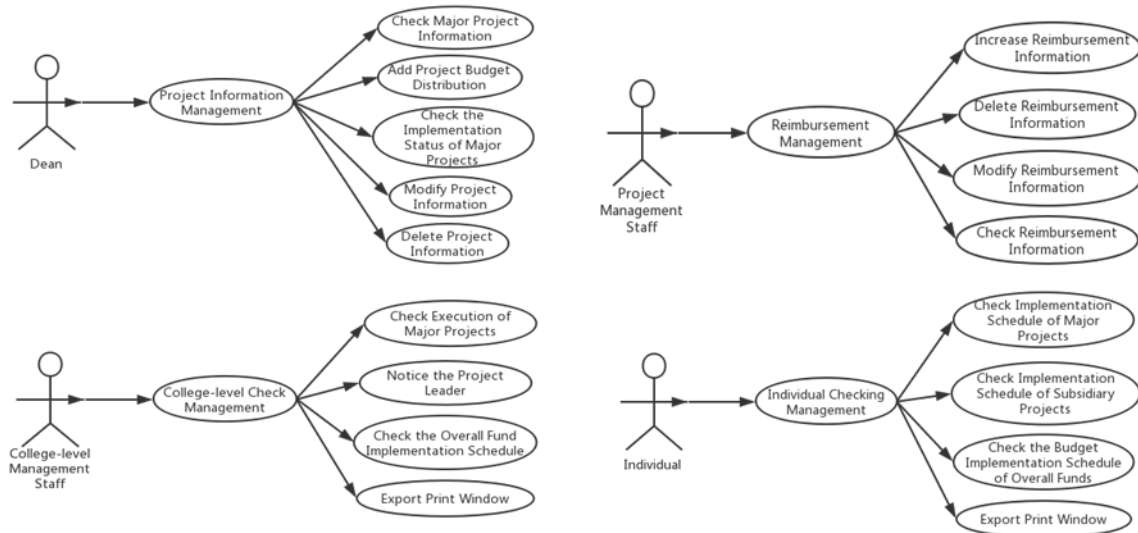 Check Major Project
Information
Add Project Budget
Distribution
Project Information
Management
Check the
Implementation
Status of Major
Projects
Dean
Modify Project
Information
Delete Project
Information
Increase Reimbursement
Information
Delete Reimbursement
Information
Reimbursement
Management
Modify Reimbursement
Information
Project
Management
Staff
Check Reimbursement
Information
Check Execution of
Major Projects
Notice the Project
Leader
College-level Check
Management
Check the Overall Fund
Implementation Schedule
College-level
Management
Staff
Export Print Window
Check Implementation
Schedule of Major
Projects
Check Implementation
Schedule of Subsidiary
Projects
Individual Checking
Management
Check the Budget
Implementation Schedule
of Overall Funds
Individual
Export Print Window